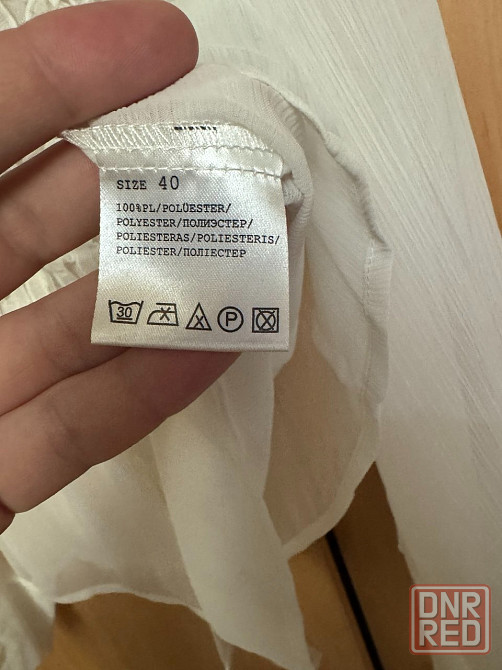 SIZE 40
100%PL/POLÜESTER/
POLYESTER/ПОЛИЭСТЕР/
POLIESTERAS/POLIESTERIS/
POLIESTER/ПОЛІЕСТЕР
30 P
DNR
RED